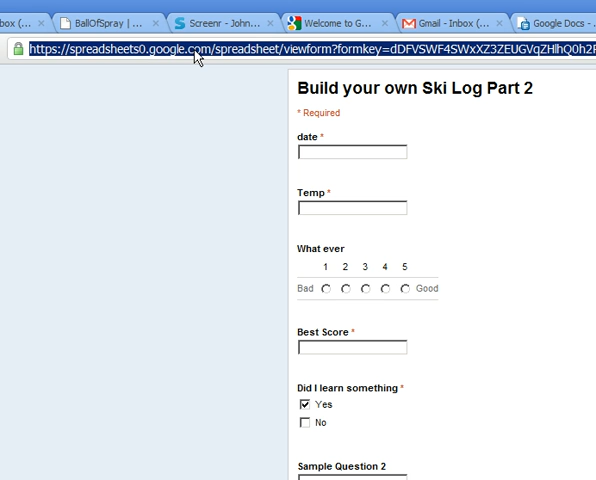 box (... BallOfSpray | ... Screenr - John... Welcome to G... Gmail - Inbox (... Google Docs -
https://spreadsheets0.google.com/spreadsheet/viewform?formkey=
Build your own Ski Log Part 2
* Required
date *
Temp *
What ever
1 2 3 4 5
Bad Good
Best Score *
Did I learn something *
Yes
No
Sample Question 2